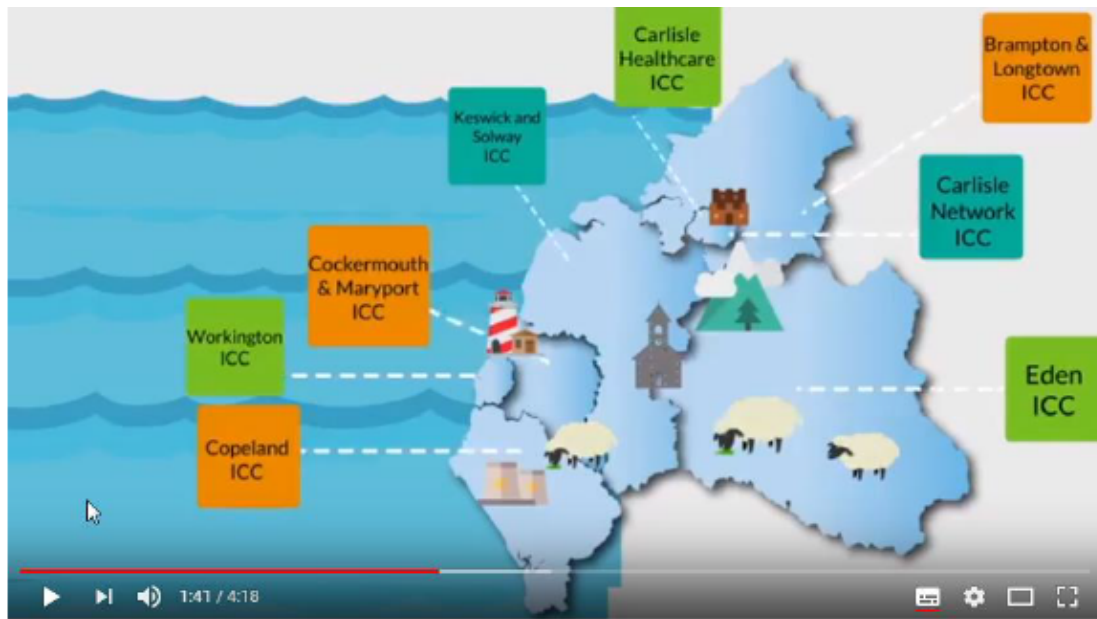 Carlisle
Healthcare
ICC
Brampton &
Longtown
ICC
Keswick and
Solway
ICC
Carlisle
Network
ICC
Cockermouth
& Maryport
ICC
Workington
ICC
Eden
ICC
Copeland
ICC
1:41 / 4:18